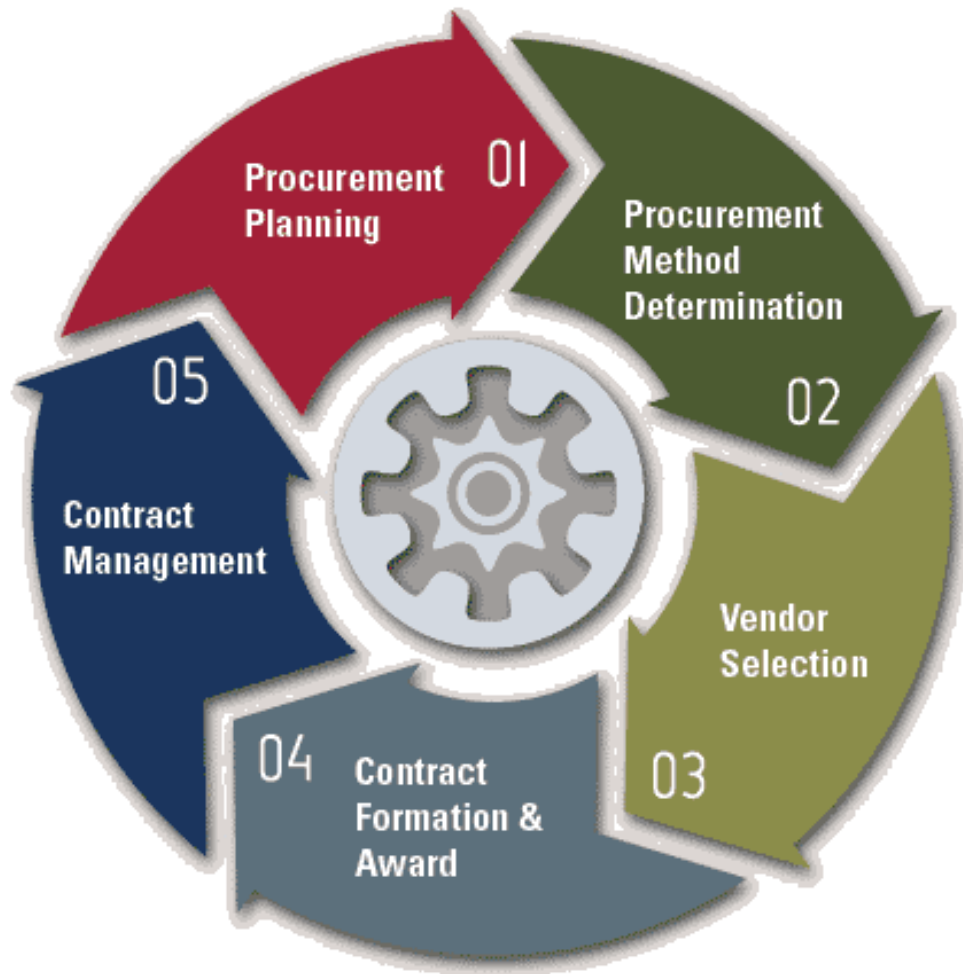 Procurement
Planning
01
Procurement
Method
Determination
02
Vendor
Selection
03
04
Contract
Formation &
Award
05
Contract
Management